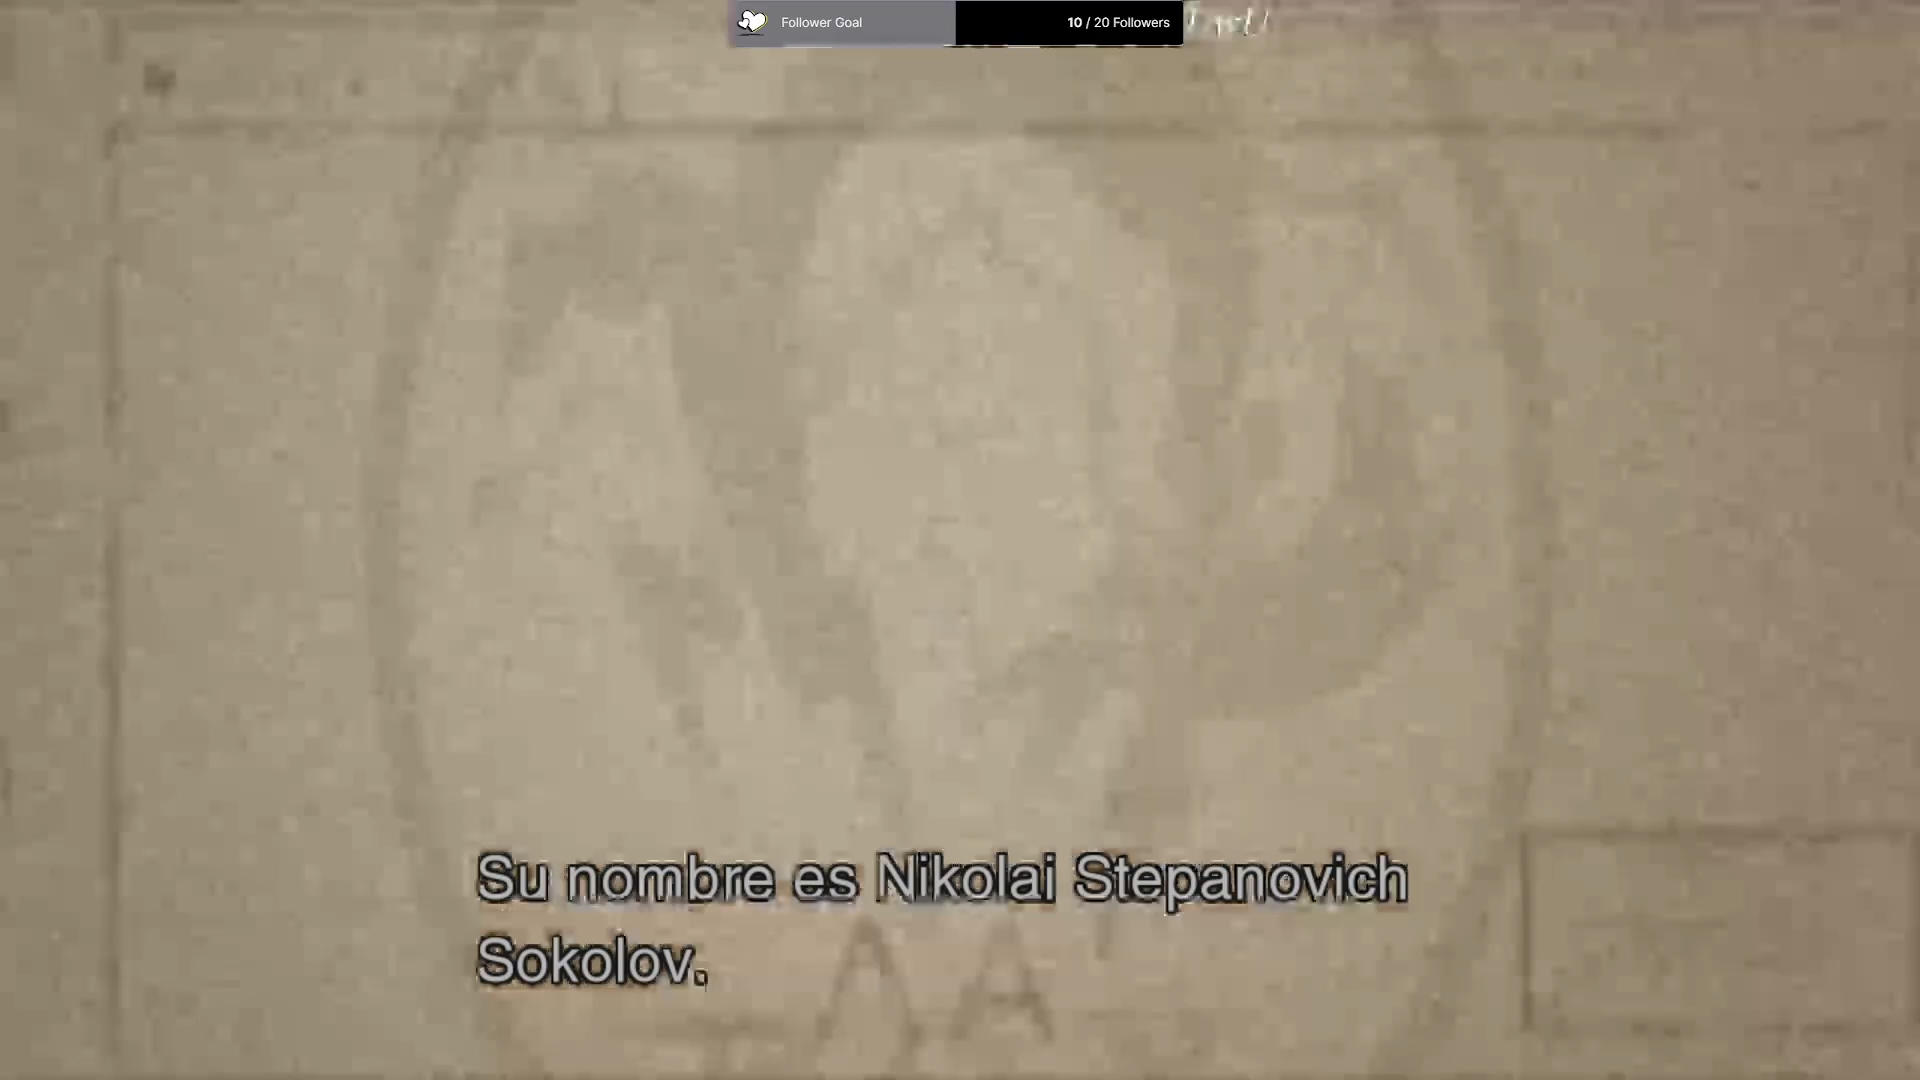 Follower Goal 10 / 20 Followers
Su nombre es Nikolai Stepanovich
Sokolov.